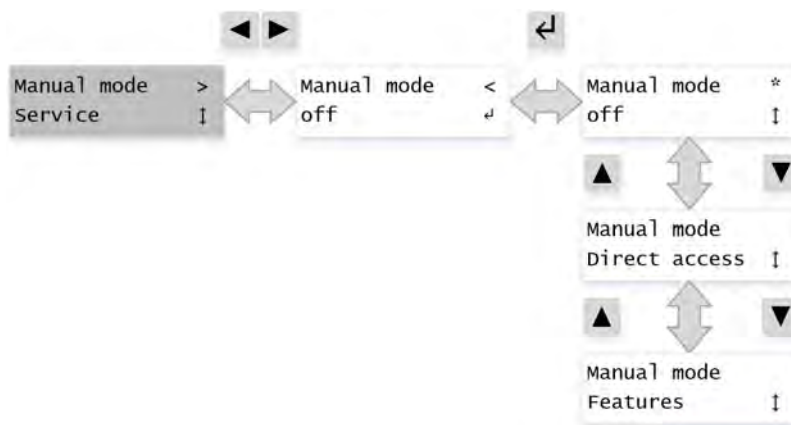 Manual mode >
Service ↕
Manual mode <
off ↵
Manual mode *
off ↕
Manual mode
Direct access ↕
Manual mode
Features ↕